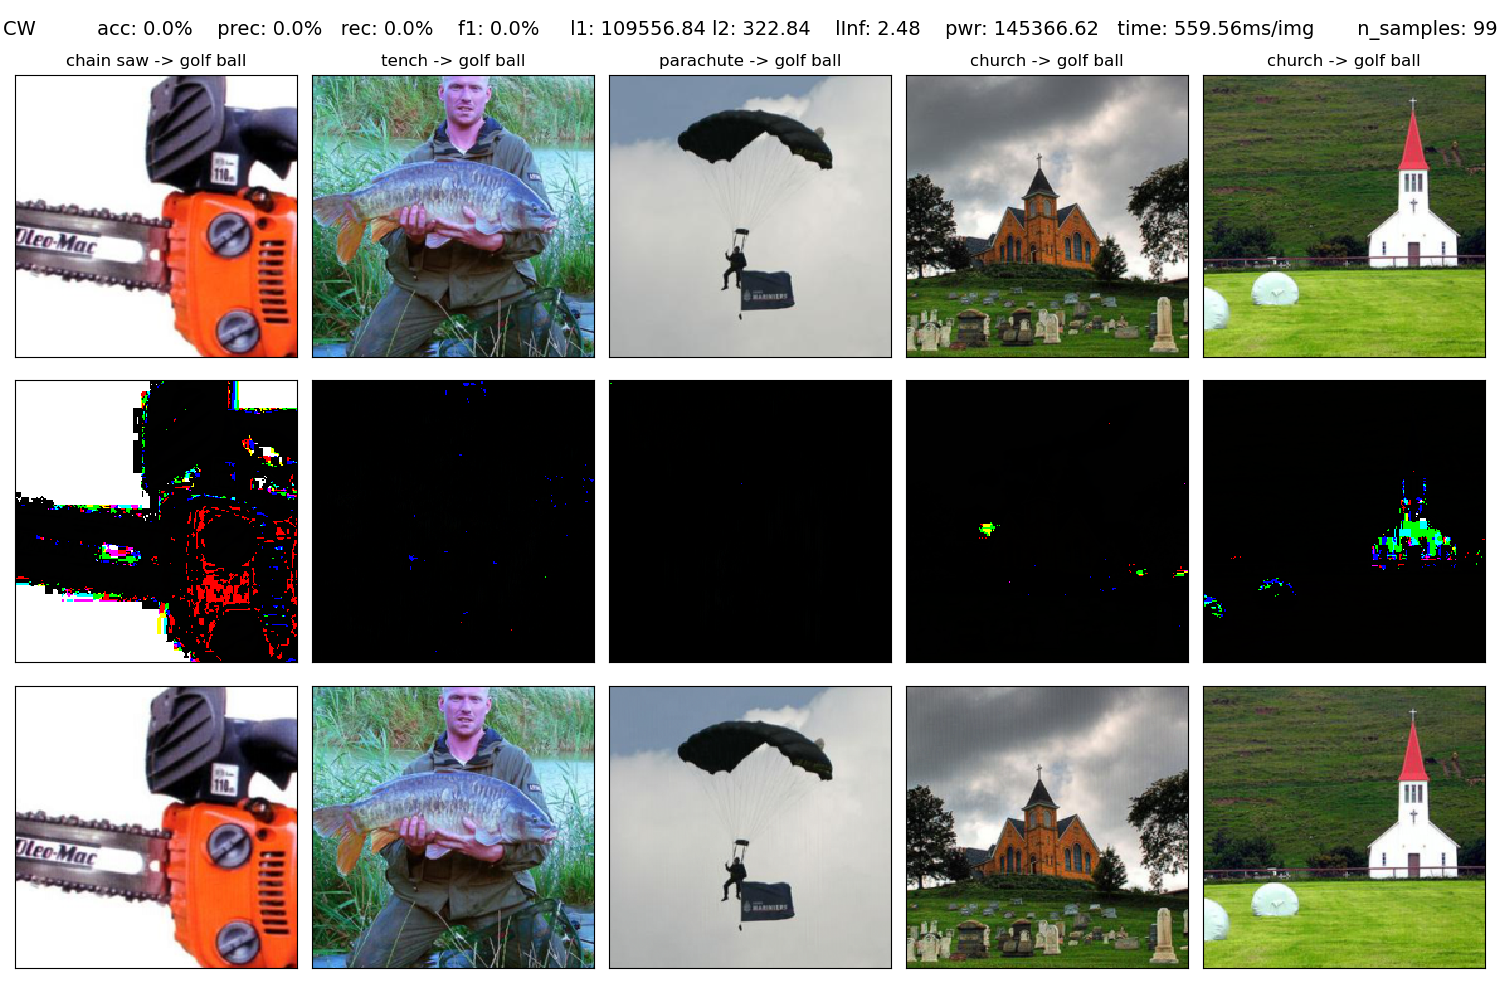 CW acc: 0.0% prec: 0.0% rec: 0.0% f1: 0.0% l1: 109556.84 l2: 322.84 lInf: 2.48 pwr: 145366.62 time: 559.56ms/img n_samples: 99
chain saw -> golf ball
tench -> golf ball
parachute -> golf ball
church -> golf ball
church -> golf ball
110
Oleo-Mac
MARINIERS
110
Oleo-Mac
MARINIERS